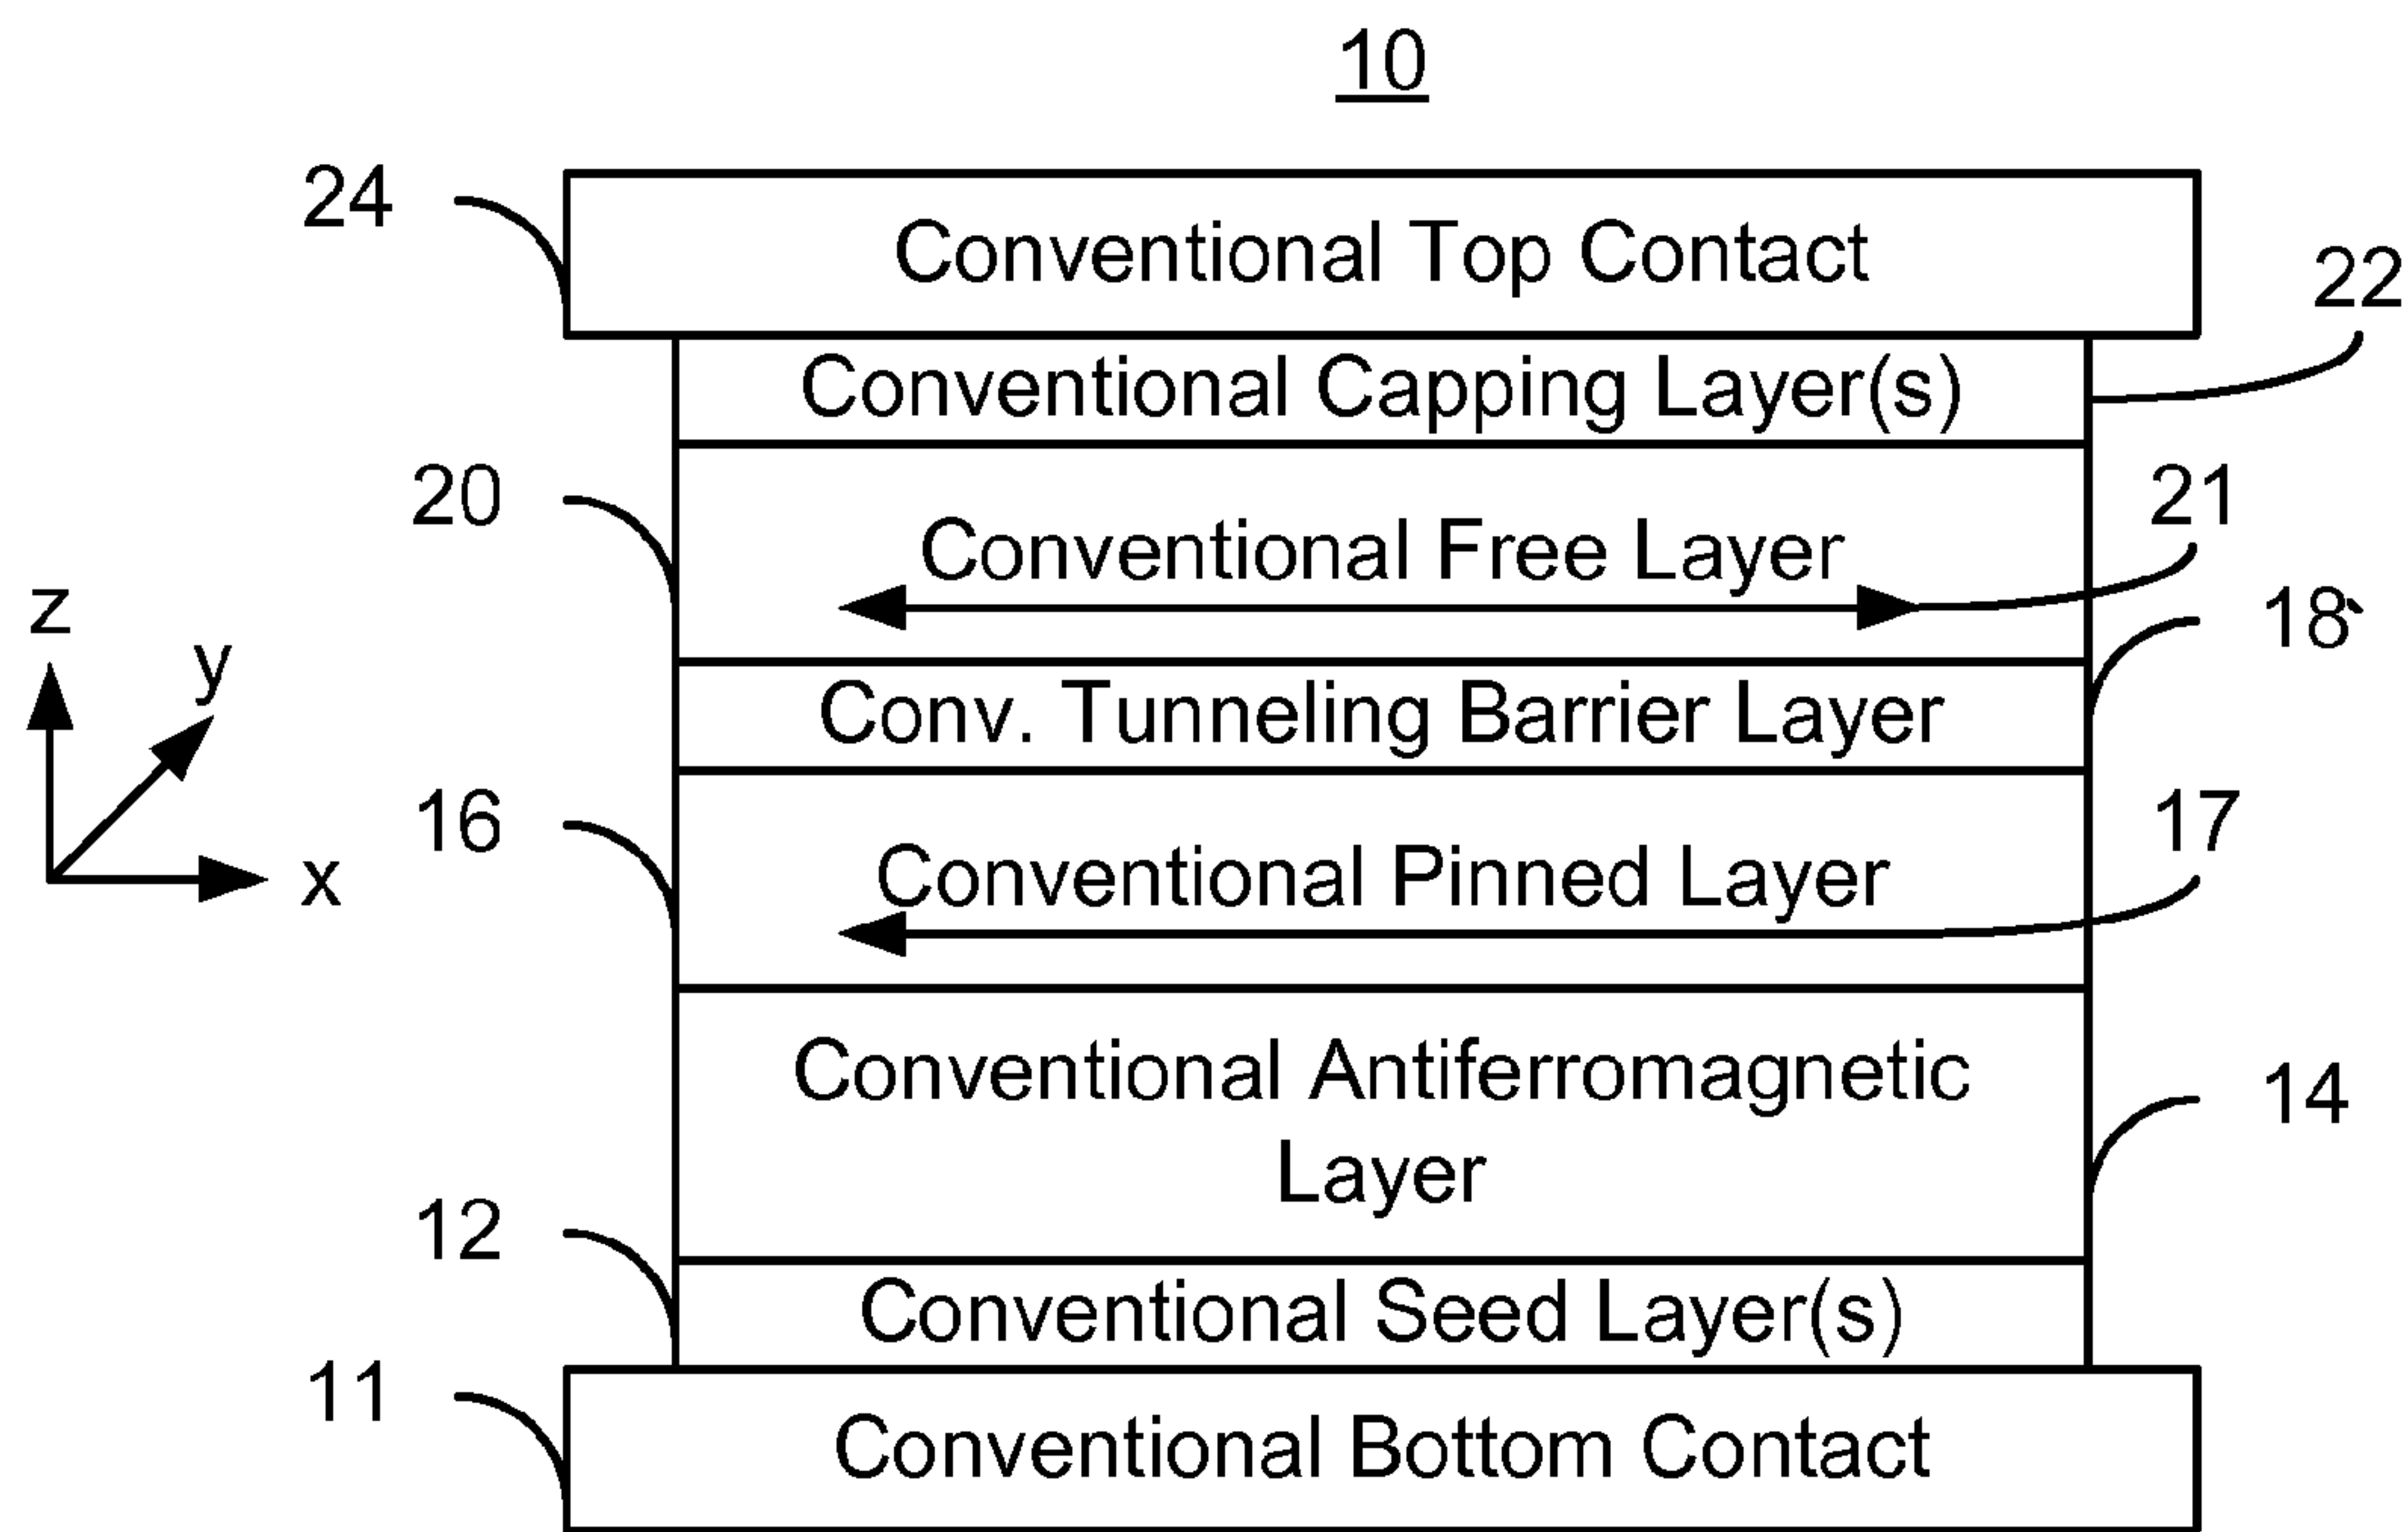 10
24
Conventional Top Contact
22
Conventional Capping Layer(s)
20
21
Conventional Free Layer
18`
z
y
x
Conv. Tunneling Barrier Layer
16
17
Conventional Pinned Layer
Conventional Antiferromagnetic
Layer
14
12
Conventional Seed Layer(s)
11
Conventional Bottom Contact